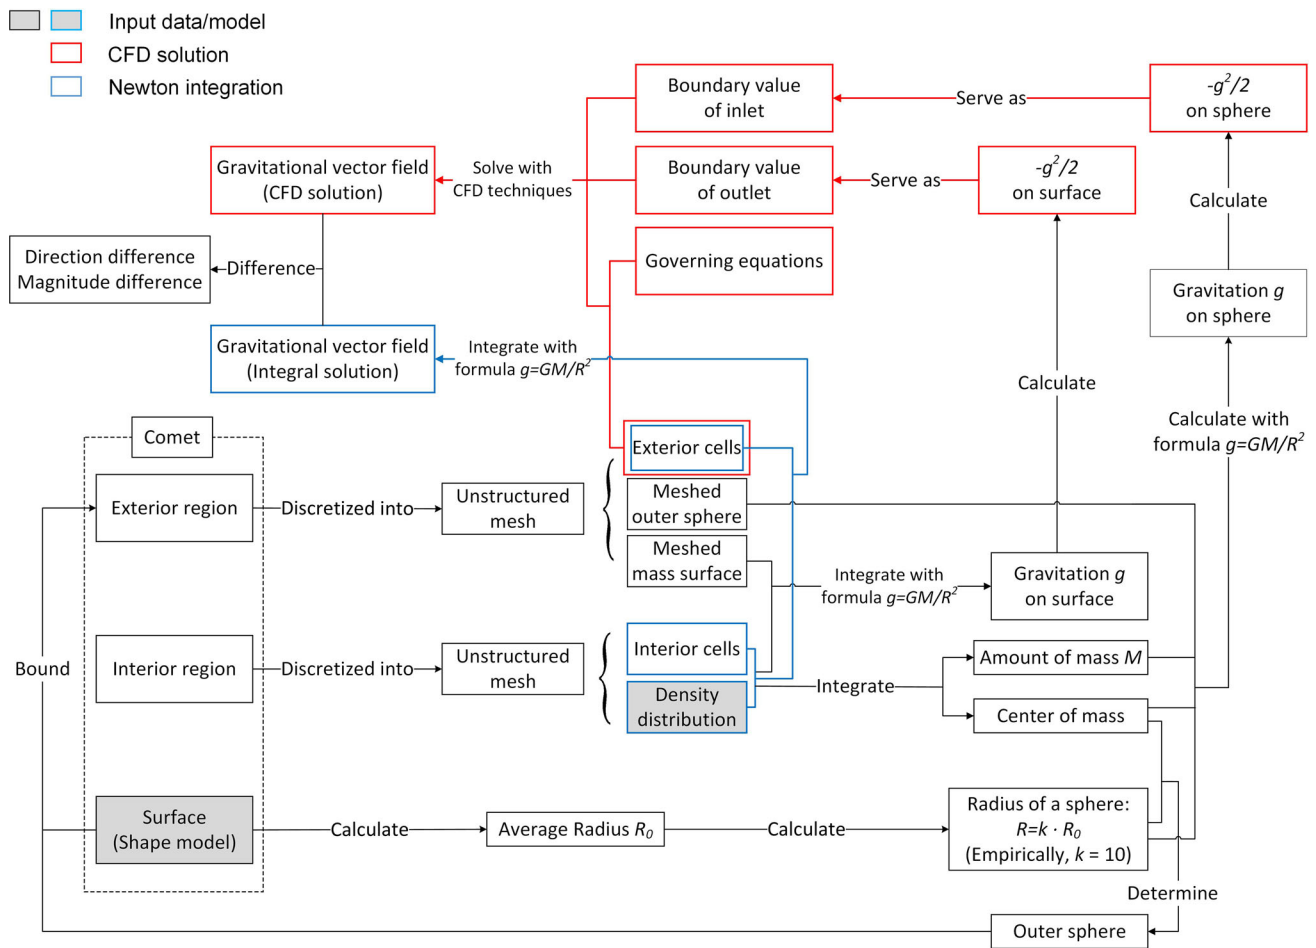 Input data/model
CFD solution
Newton integration
Boundary value
of inlet
Serve as
-g²/2
on sphere
Gravitational vector field
(CFD solution)
Solve with
CFD techniques
Boundary value
of outlet
Serve as
-g²/2
on surface
Calculate
Direction difference
Magnitude difference
Difference
Governing equations
Gravitation g
on sphere
Gravitational vector field
(Integral solution)
Integrate with
formula g=GM/R²
Calculate
Calculate with
formula g=GM/R²
Comet
Exterior cells
Exterior region
Discretized into
Unstructured
mesh
Meshed
outer sphere
Meshed
mass surface
Integrate with
formula g=GM/R²
Gravitation g
on surface
Bound
Interior region
Discretized into
Unstructured
mesh
Interior cells
Density
distribution
Integrate
Amount of mass M
Center of mass
Surface
(Shape model)
Calculate
Average Radius R₀
Calculate
Radius of a sphere:
R=k · R₀
(Empirically, k = 10)
Determine
Outer sphere